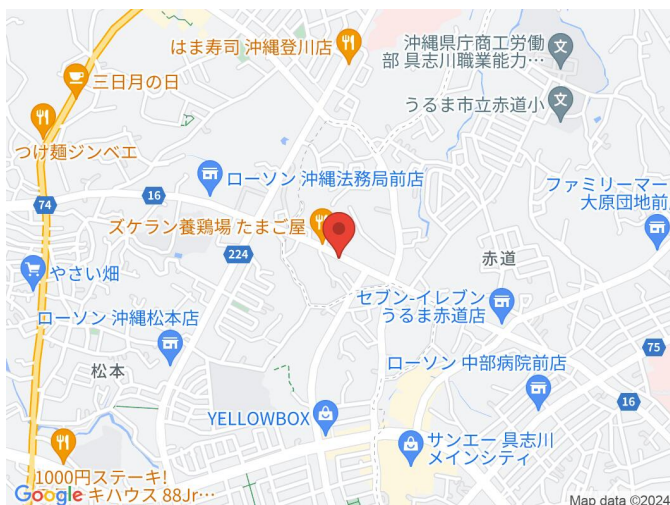 はま寿司 沖縄登川店
沖縄県庁商工労働
部 具志川職業能力…
三日月の日
うるま市立赤道小
つけ麺ジンベエ
ローソン 沖縄法務局前店
16
74
ファミリーマー
大原団地前
ズケラン養鶏場 たまご屋
224
赤道
やさい畑
セブン-イレブン
うるま赤道店
ローソン 沖縄松本店
75
松本
ローソン 中部病院前店
16
YELLOWBOX
サンエー 具志川
メインシティ
1000円ステーキ!
キハウス 88Jr…
Google
Map data ©2024